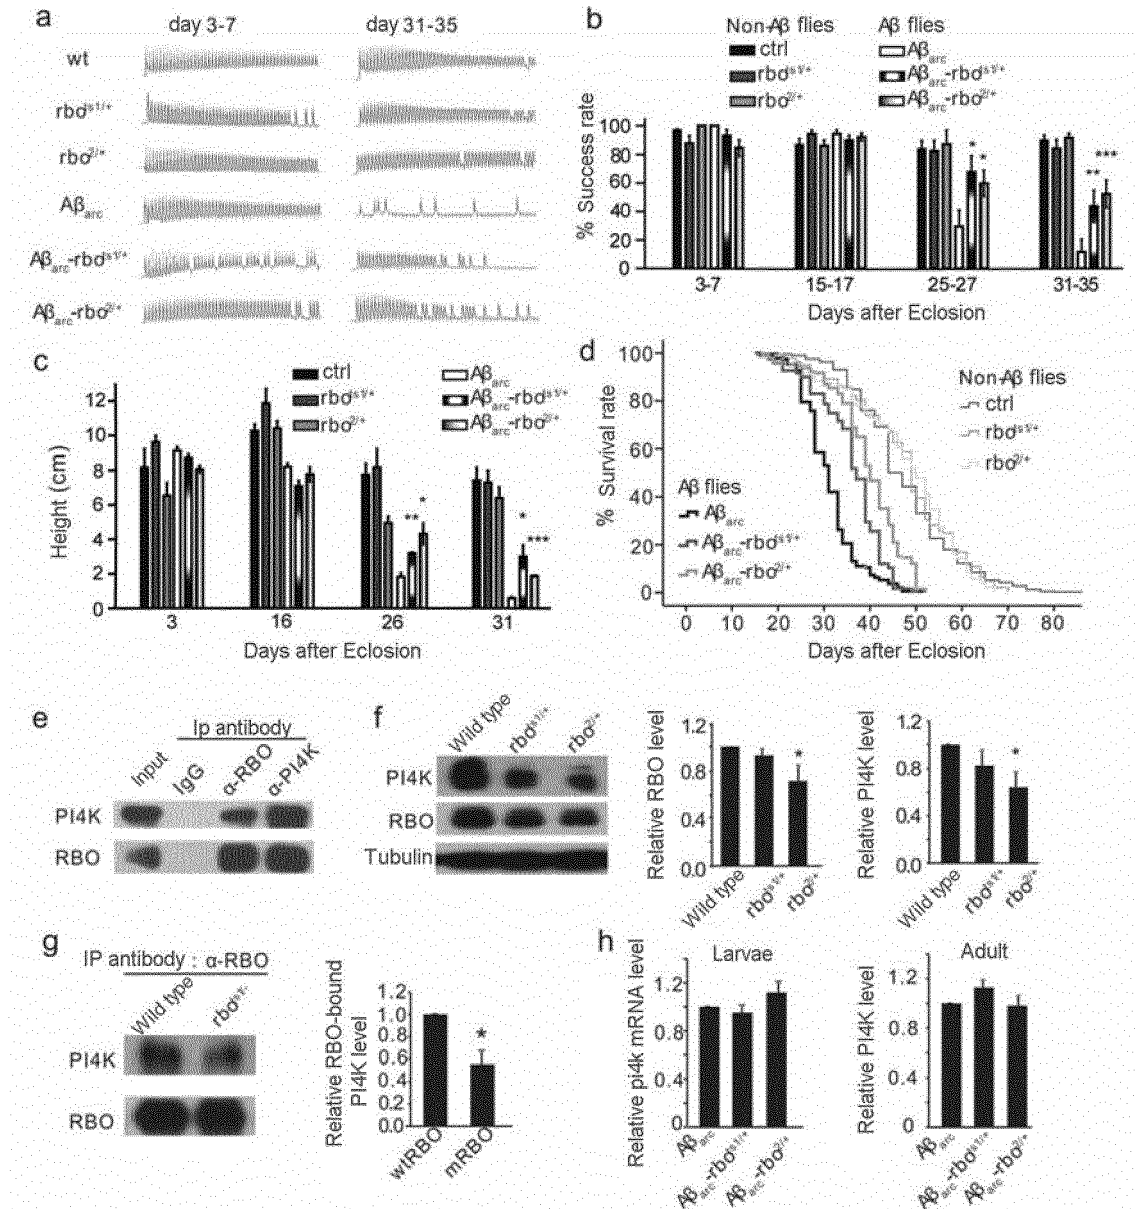 a
day 3-7
day 31-35
wt
rbo^ts1/+
rbo^2/+
Aβarc
Aβarc-rbo^ts1/+
Aβarc-rbo^2/+
b
Non-Aβ flies
Aβ flies
ctrl
rbo^ts1/+
rbo^2/+
Aβarc
Aβarc-rbo^ts1/+
Aβarc-rbo^2/+
% Success rate
100
80
60
40
20
0
* * ** ***
3-7 15-17 25-27 31-35
Days after Eclosion
c
ctrl
rbo^ts1/+
rbo^2/+
Aβarc
Aβarc-rbo^ts1/+
Aβarc-rbo^2/+
Height (cm)
12
10
8
6
4
2
0
** * * ***
3 16 26 31
Days after Eclosion
d
% Survival rate
100
80
60
40
20
0
Non-Aβ flies
ctrl
rbo^ts1/+
rbo^2/+
Aβ flies
Aβarc
Aβarc-rbo^ts1/+
Aβarc-rbo^2/+
0 10 20 30 40 50 60 70 80
Days after Eclosion
e
Ip antibody
Input IgG α-RBO α-PI4K
PI4K
RBO
f
Wild type rbo^ts1/+ rbo^2/+
PI4K
RBO
Tubulin
Relative RBO level
1.2
0.8
0.4
0.0
*
Wild type rbo^ts1/+ rbo^2/+
Relative PI4K level
1.2
0.8
0.4
0.0
*
Wild type rbo^ts1/+ rbo^2/+
g
IP antibody : α-RBO
Wild type
PI4K
RBO
Relative RBO-bound
PI4K level
1.2
1.0
0.8
0.6
0.4
0.2
0.0
*
wtRBO mRBO
h
Larvae
Relative pi4k mRNA level
1.2
0.8
0.4
0
Aβarc Aβarc-rbo^ts1/+ Aβarc-rbo^2/+
Adult
Relative PI4K level
1.2
0.8
0.4
0
Aβarc Aβarc-rbo^ts1/+ Aβarc-rbo^2/+